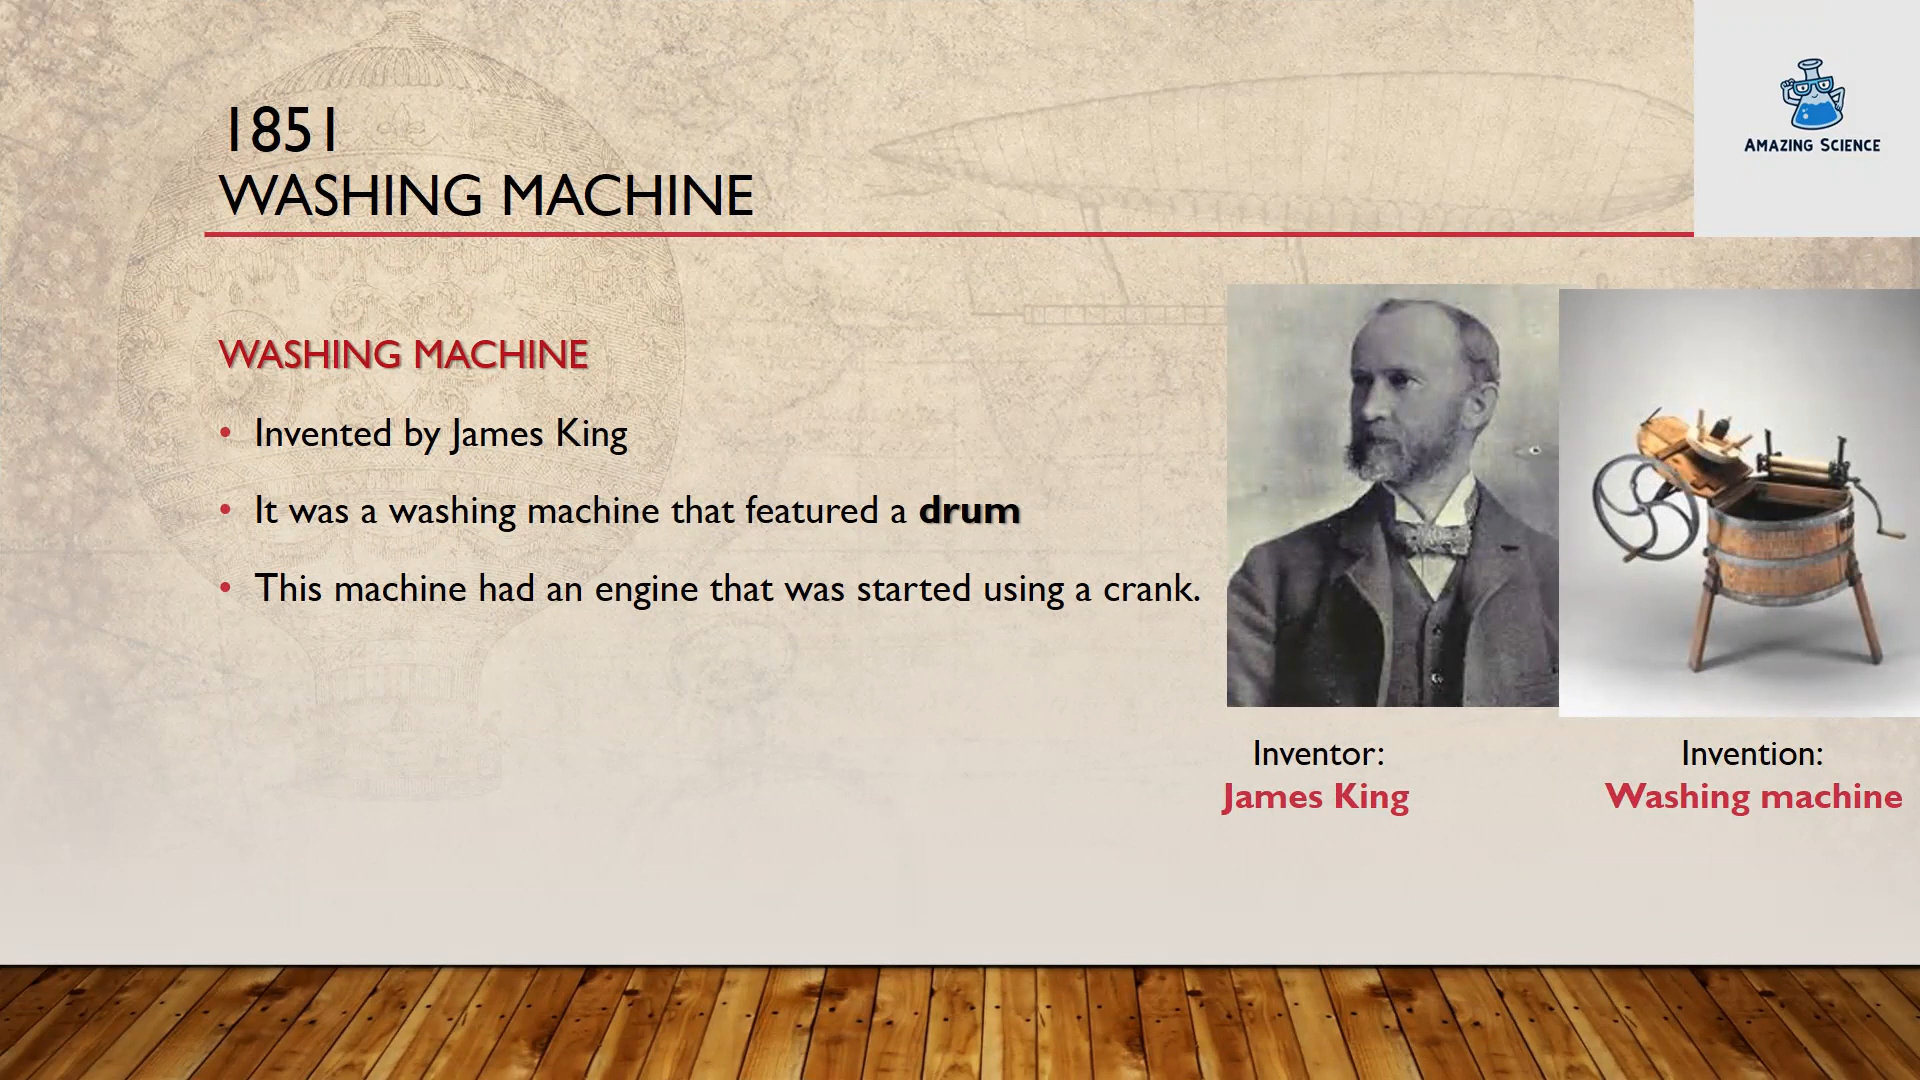 1851
WASHING MACHINE
AMAZING SCIENCE
WASHING MACHINE
• Invented by James King
• It was a washing machine that featured a drum
• This machine had an engine that was started using a crank.
Inventor:
James King
Invention:
Washing machine